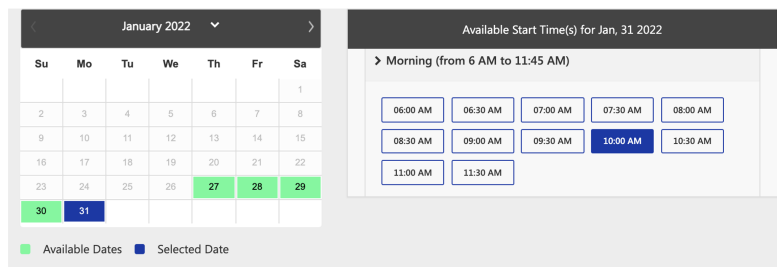 January 2022
Su Mo Tu We Th Fr Sa
1
2 3 4 5 6 7 8
9 10 11 12 13 14 15
16 17 18 19 20 21 22
23 24 25 26 27 28 29
30 31
Available Dates Selected Date
Available Start Time(s) for Jan, 31 2022
Morning (from 6 AM to 11:45 AM)
06:00 AM 06:30 AM 07:00 AM 07:30 AM 08:00 AM
08:30 AM 09:00 AM 09:30 AM 10:00 AM 10:30 AM
11:00 AM 11:30 AM